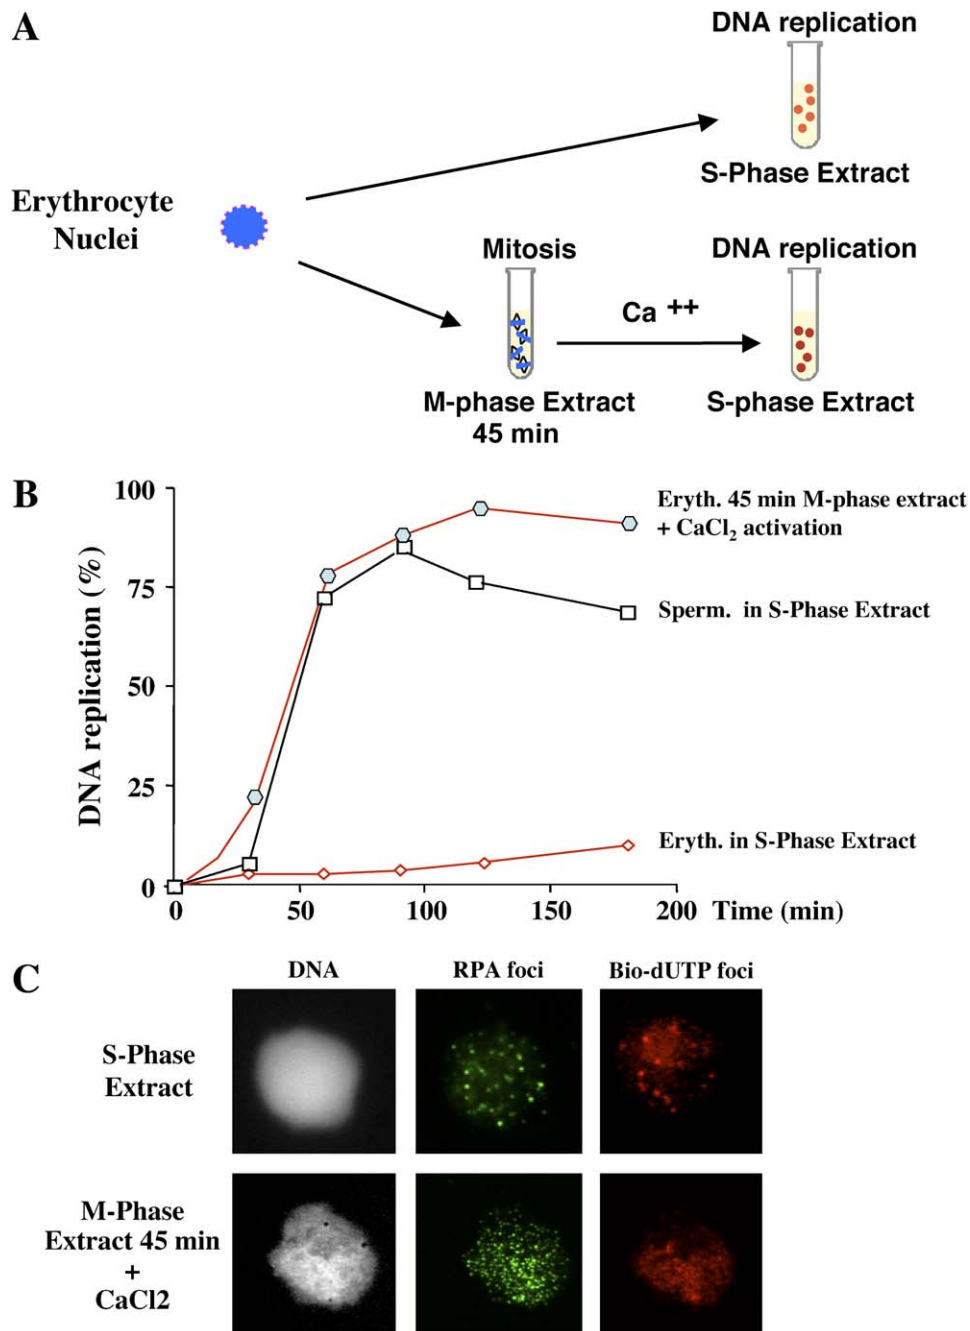 A
DNA replication
S-Phase Extract
Erythrocyte
Nuclei
Mitosis
DNA replication
Ca ++
M-phase Extract
45 min
S-phase Extract
B
100
75
50
25
0
DNA replication (%)
Eryth. 45 min M-phase extract
+ CaCl₂ activation
Sperm. in S-Phase Extract
Eryth. in S-Phase Extract
0 50 100 150 200 Time (min)
C
DNA RPA foci Bio-dUTP foci
S-Phase
Extract
M-Phase
Extract 45 min
+
CaCl2